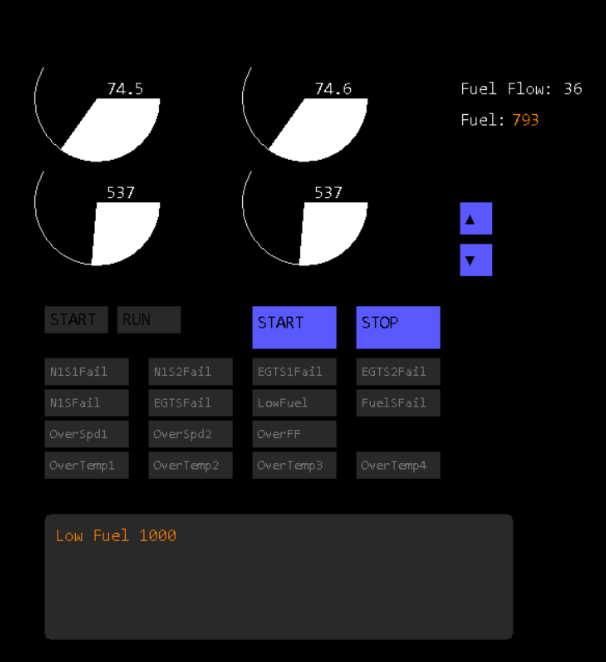 74.5 74.6 Fuel Flow: 36
Fuel: 793
537 537
▲
▼
START RUN START STOP
N1S1Fail N1S2Fail EGTS1Fail EGTS2Fail
N1SFail EGTSFail LowFuel FuelSFail
OverSpd1 OverSpd2 OverFF
OverTemp1 OverTemp2 OverTemp3 OverTemp4
Low Fuel 1000